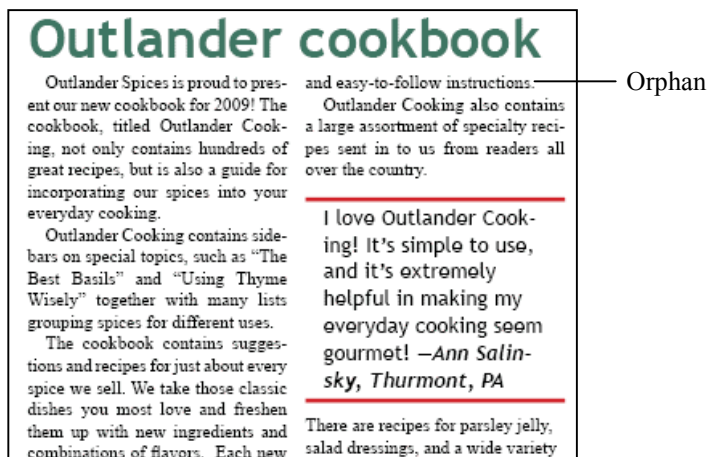 Outlander cookbook
Outlander Spices is proud to pres-
ent our new cookbook for 2009! The
cookbook, titled Outlander Cook-
ing, not only contains hundreds of
great recipes, but is also a guide for
incorporating our spices into your
everyday cooking.
Outlander Cooking contains side-
bars on special topics, such as “The
Best Basils” and “Using Thyme
Wisely” together with many lists
grouping spices for different uses.
The cookbook contains sugges-
tions and recipes for just about every
spice we sell. We take those classic
dishes you most love and freshen
them up with new ingredients and
combinations of flavors. Each new
and easy-to-follow instructions.
Outlander Cooking also contains
a large assortment of specialty reci-
pes sent in to us from readers all
over the country.
I love Outlander Cook-
ing! It’s simple to use,
and it’s extremely
helpful in making my
everyday cooking seem
gourmet! —Ann Salin-
sky, Thurmont, PA
There are recipes for parsley jelly,
salad dressings, and a wide variety
Orphan